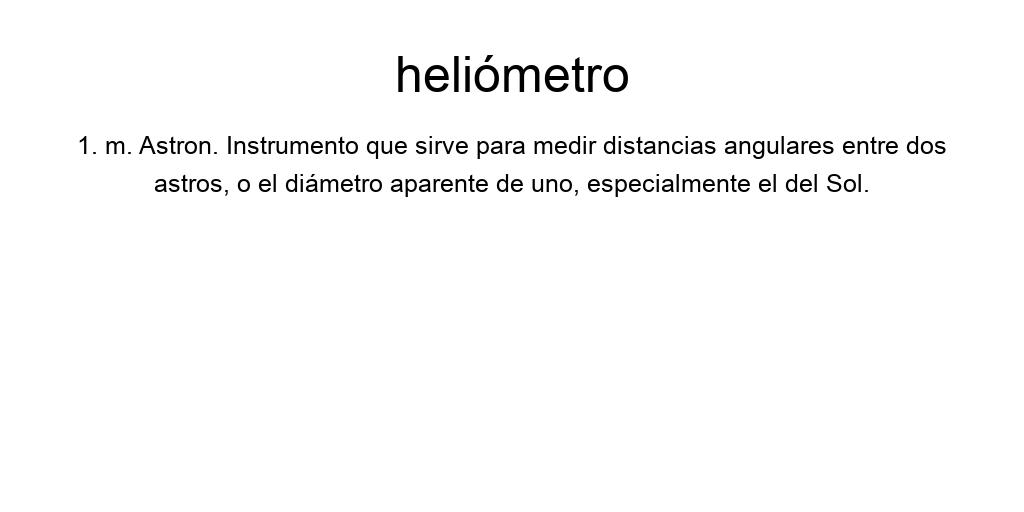 heliómetro
1. m. Astron. Instrumento que sirve para medir distancias angulares entre dos
astros, o el diámetro aparente de uno, especialmente el del Sol.